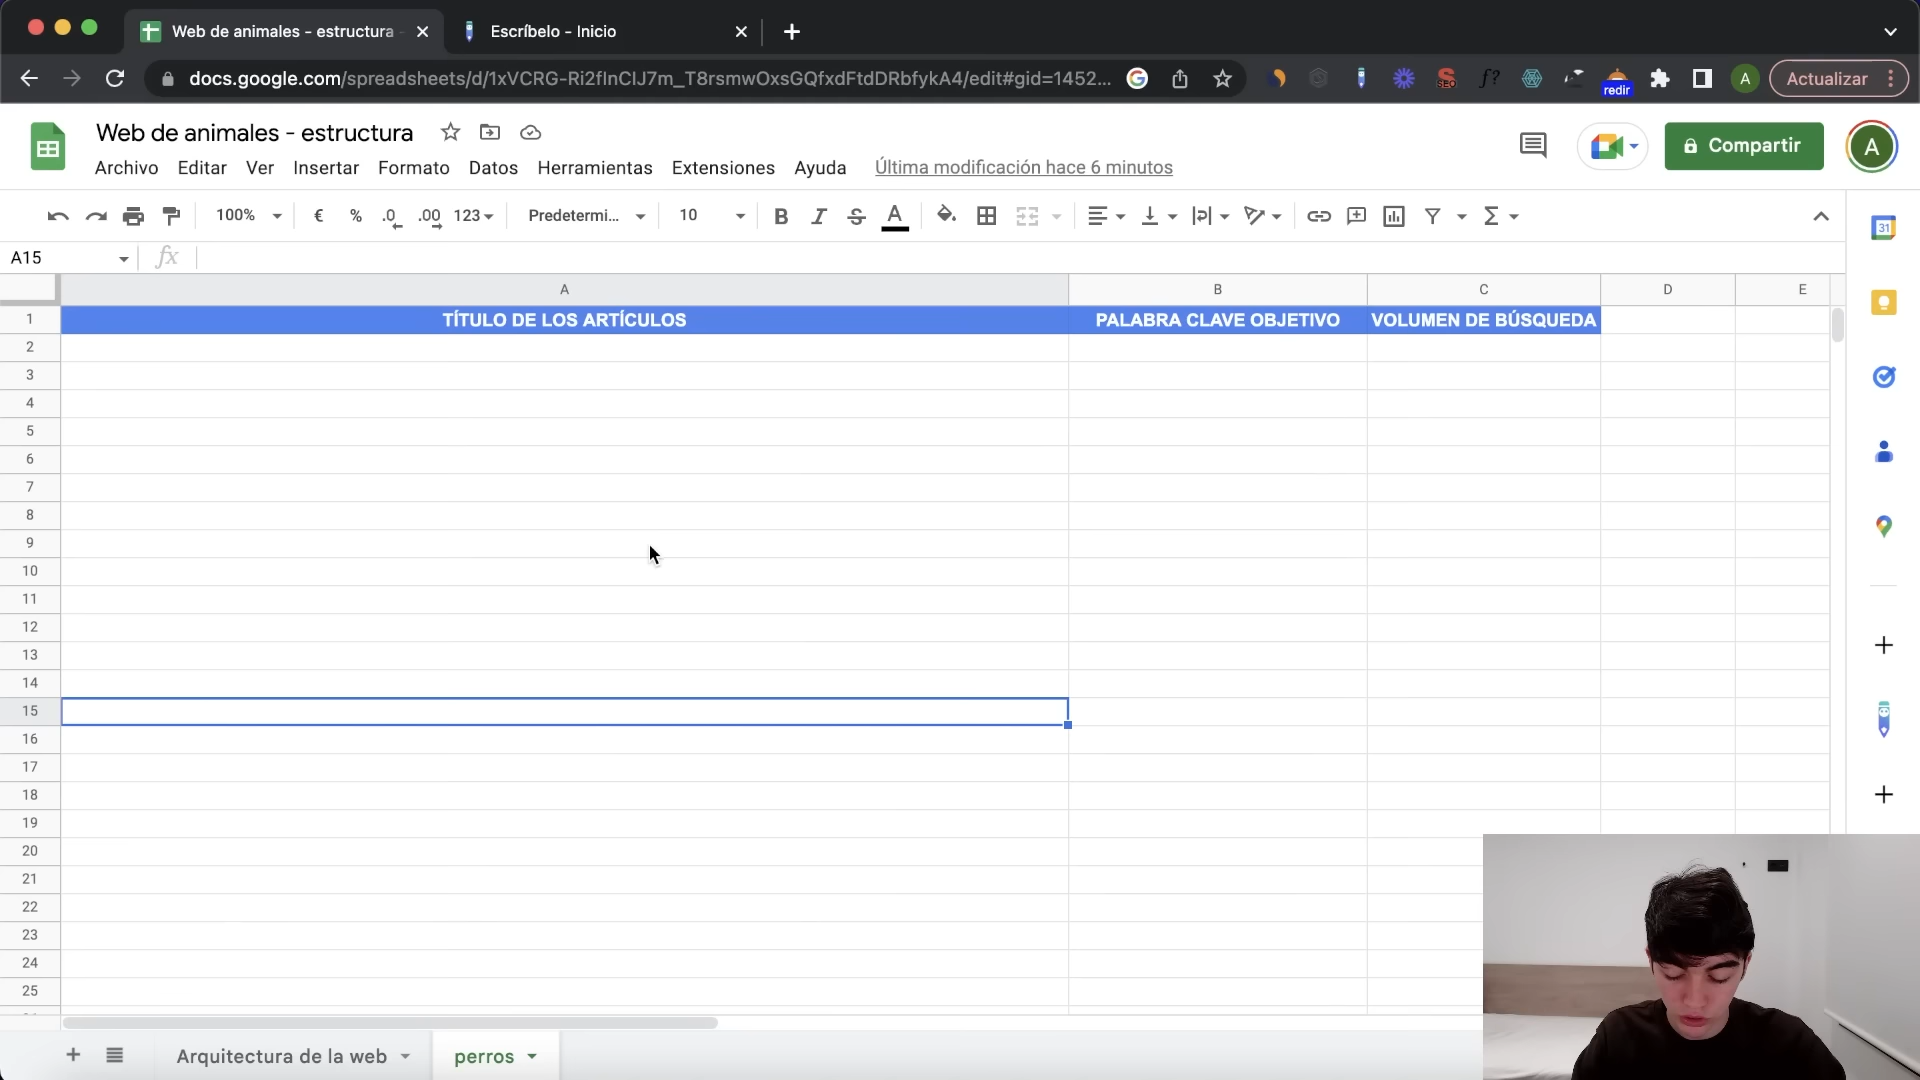 Web de animales - estructura -
Escríbelo - Inicio
docs.google.com/spreadsheets/d/1xVCRG-Ri2fInClJ7m_T8rsmwOxsGQfxdFtdDRbfykA4/edit#gid=1452...
SEO
f?
redir
A
Actualizar
Web de animales - estructura
Archivo Editar Ver Insertar Formato Datos Herramientas Extensiones Ayuda Última modificación hace 6 minutos
Compartir
A
100% € % .0 .00 123 Predetermi... 10 B I S A Σ
31
A15 fx
A B C D E
1 TÍTULO DE LOS ARTÍCULOS PALABRA CLAVE OBJETIVO VOLUMEN DE BÚSQUEDA
2
3
4
5
6
7
8
9
10
11
12
13
14
15
16
17
18
19
20
21
22
23
24
25
Arquitectura de la web perros